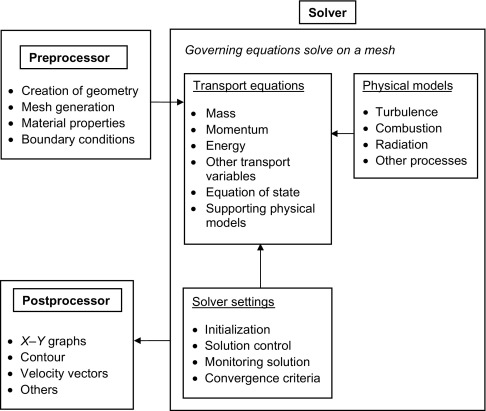 Solver
Preprocessor
• Creation of geometry
• Mesh generation
• Material properties
• Boundary conditions
Governing equations solve on a mesh
Transport equations
• Mass
• Momentum
• Energy
• Other transport
variables
• Equation of state
• Supporting physical
models
Physical models
• Turbulence
• Combustion
• Radiation
• Other processes
Postprocessor
• X–Y graphs
• Contour
• Velocity vectors
• Others
Solver settings
• Initialization
• Solution control
• Monitoring solution
• Convergence criteria